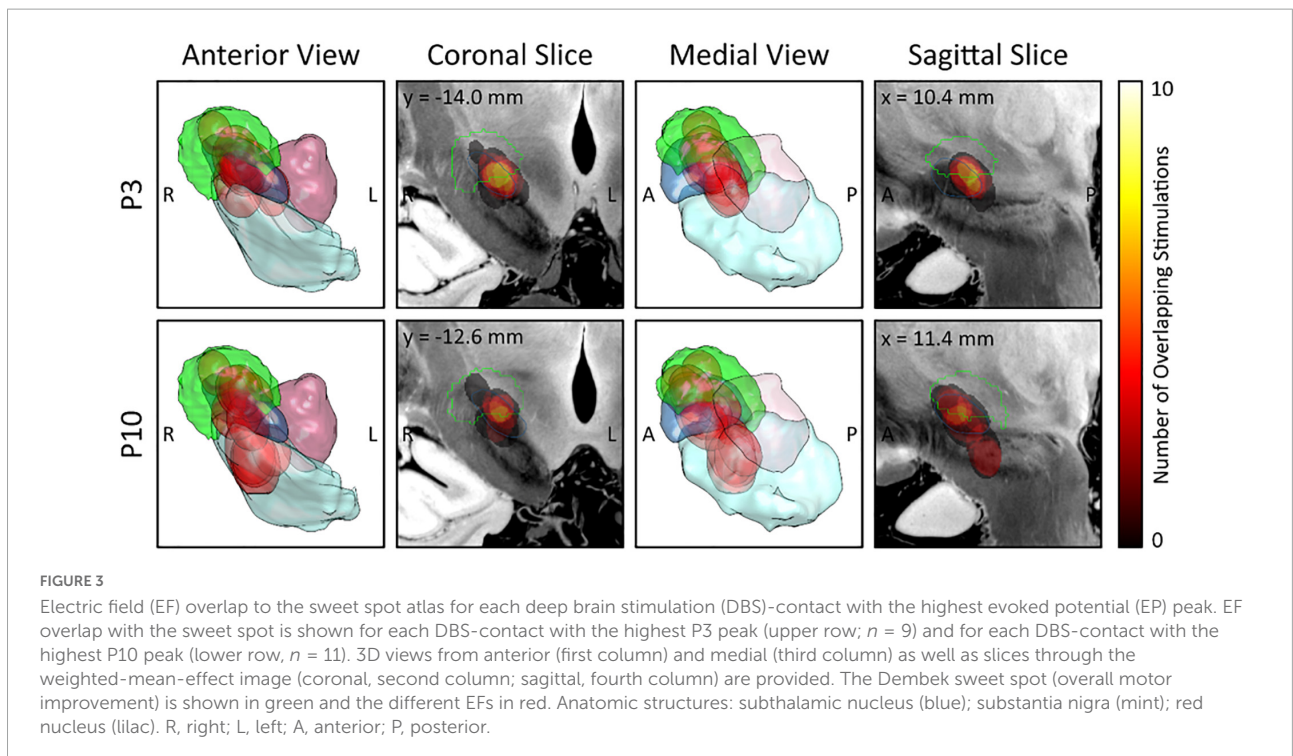 Anterior View Coronal Slice Medial View Sagittal Slice
P3
R L
y = -14.0 mm
R L
A P
x = 10.4 mm
A P
P10
R L
y = -12.6 mm
R L
A P
x = 11.4 mm
A
10
Number of Overlapping Stimulations
0
FIGURE 3
Electric field (EF) overlap to the sweet spot atlas for each deep brain stimulation (DBS)-contact with the highest evoked potential (EP) peak. EF
overlap with the sweet spot is shown for each DBS-contact with the highest P3 peak (upper row; n = 9) and for each DBS-contact with the
highest P10 peak (lower row, n = 11). 3D views from anterior (first column) and medial (third column) as well as slices through the
weighted-mean-effect image (coronal, second column; sagittal, fourth column) are provided. The Dembek sweet spot (overall motor
improvement) is shown in green and the different EFs in red. Anatomic structures: subthalamic nucleus (blue); substantia nigra (mint); red
nucleus (lilac). R, right; L, left; A, anterior; P, posterior.